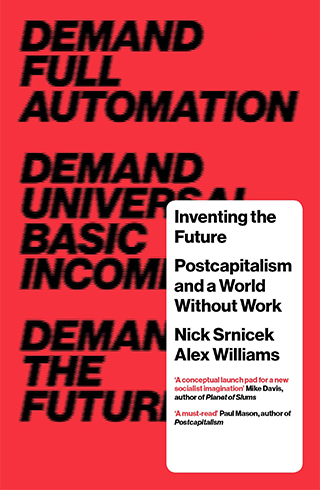 DEMAND
FULL
AUTOMATION
DEMAND
UNIVERSAL
BASIC
INCOM
DEMAN
THE
FUTUR
Inventing the
Future
Postcapitalism
and a World
Without Work
Nick Srnicek
Alex Williams
‘A conceptual launch pad for a new
socialist imagination’ Mike Davis,
author of Planet of Slums
‘A must-read’ Paul Mason, author of
Postcapitalism